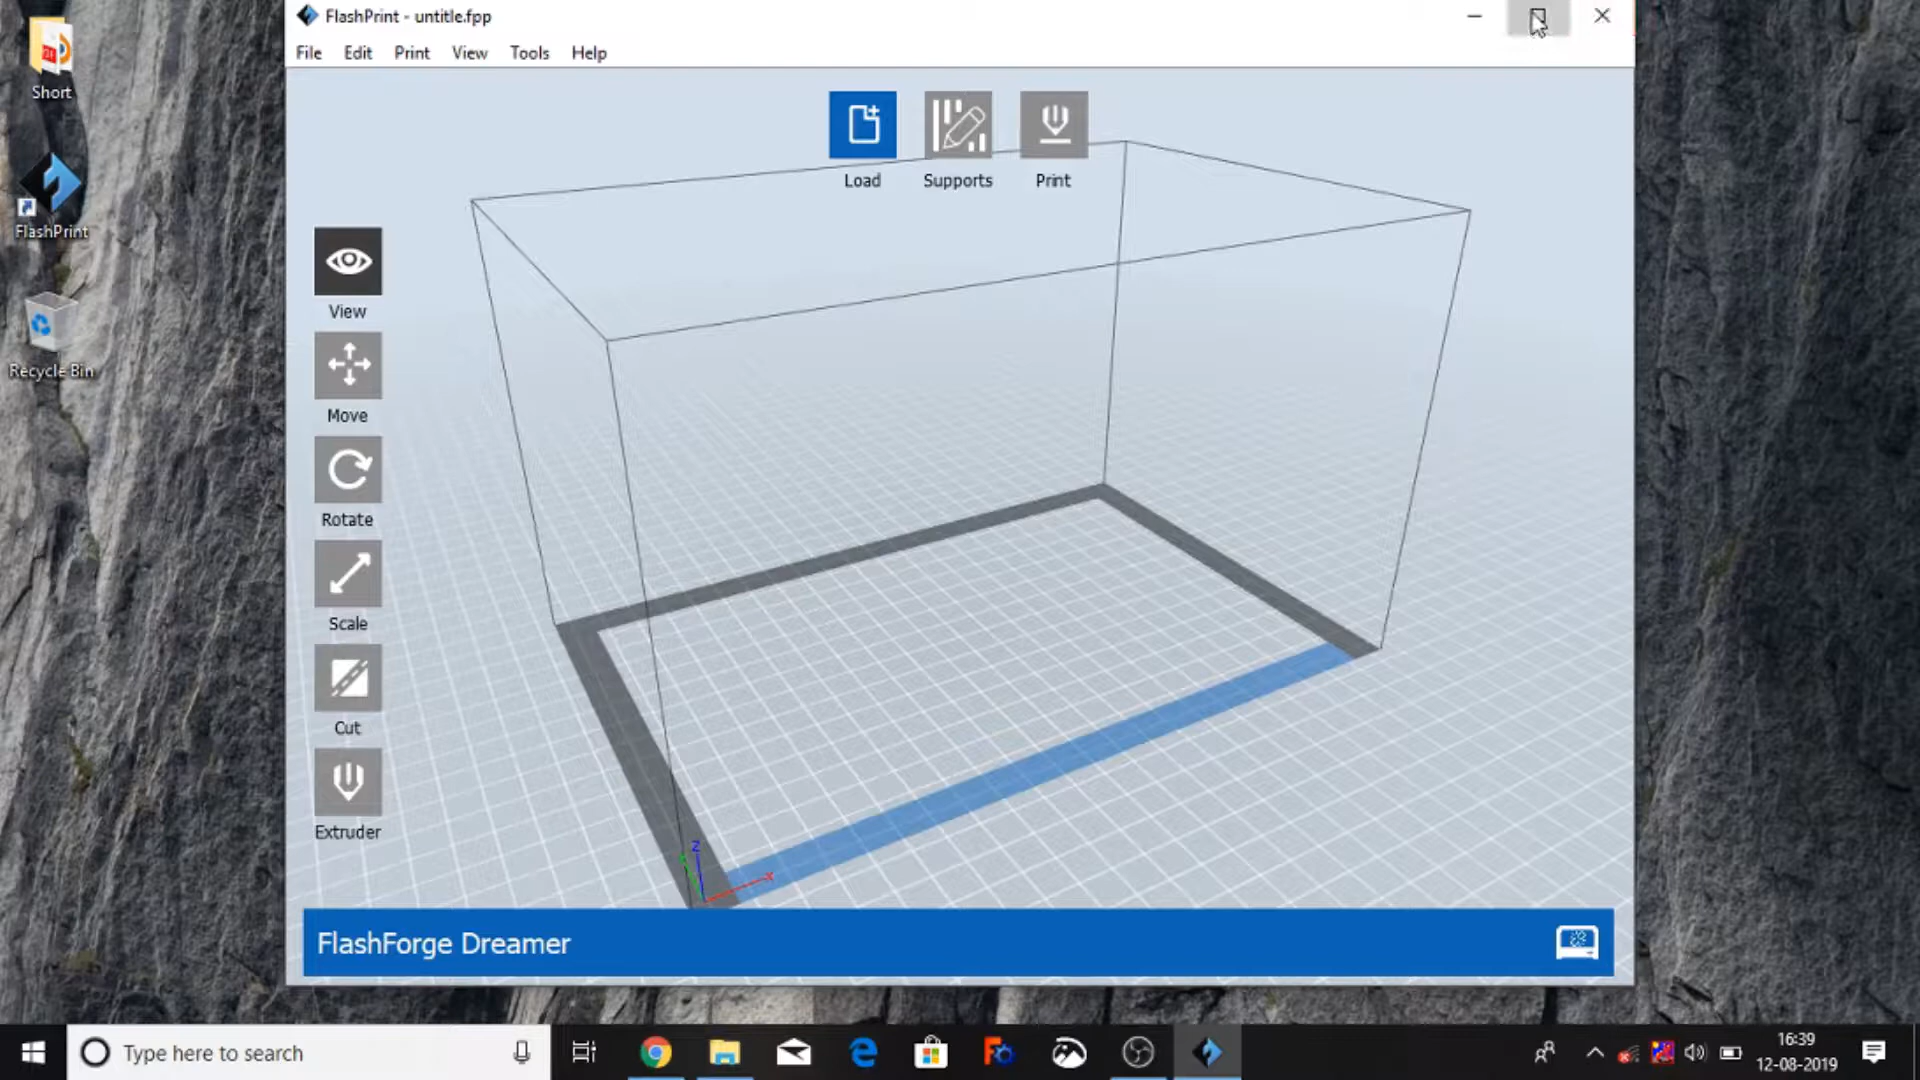 FlashPrint - untitle.fpp
File Edit Print View Tools Help
Short
FlashPrint
Recycle Bin
Load
Supports
Print
View
Move
Rotate
Scale
Cut
Extruder
z
x
FlashForge Dreamer
Type here to search
16:39
12-08-2019